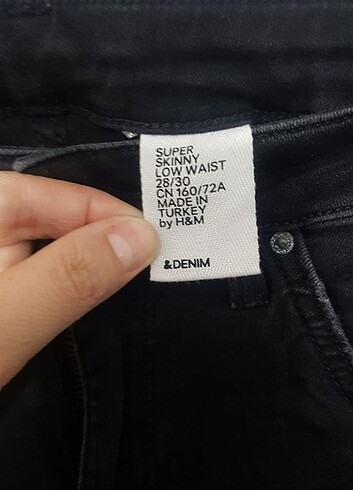 SUPER
SKINNY
LOW WAIST
28/30
CN 160/72A
MADE IN
TURKEY
by H&M
&DENIM